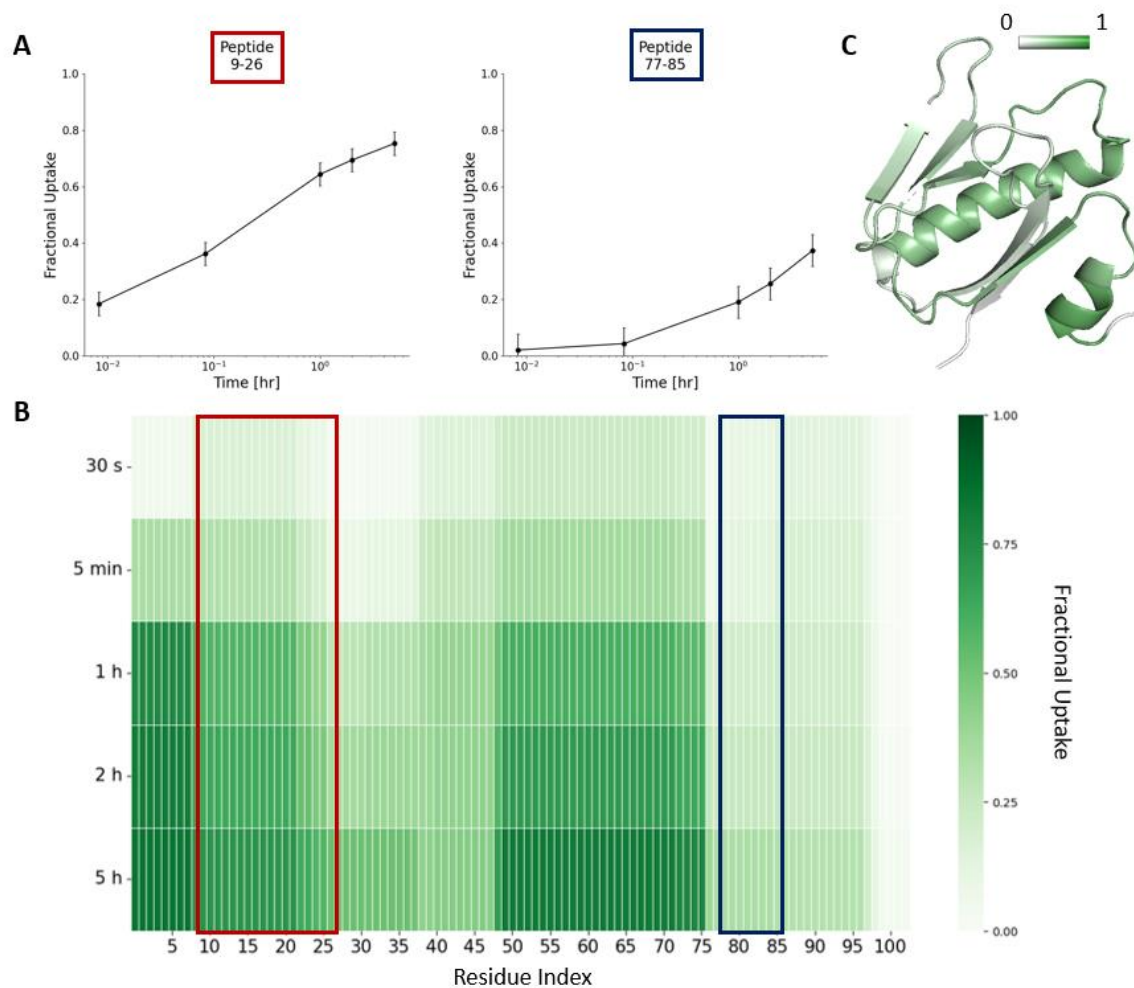 A
Peptide
9-26
Peptide
77-85
C
0 1
1.0
0.8
0.6
0.4
0.2
0.0
Fractional Uptake
10⁻² 10⁻¹ 10⁰
Time [hr]
1.0
0.8
0.6
0.4
0.2
0.0
Fractional Uptake
10⁻² 10⁻¹ 10⁰
Time [hr]
B
30 s
5 min
1 h
2 h
5 h
5 10 15 20 25 30 35 40 45 50 55 60 65 70 75 80 85 90 95 100
Residue Index
1.00
0.75
0.50
0.25
0.00
Fractional Uptake